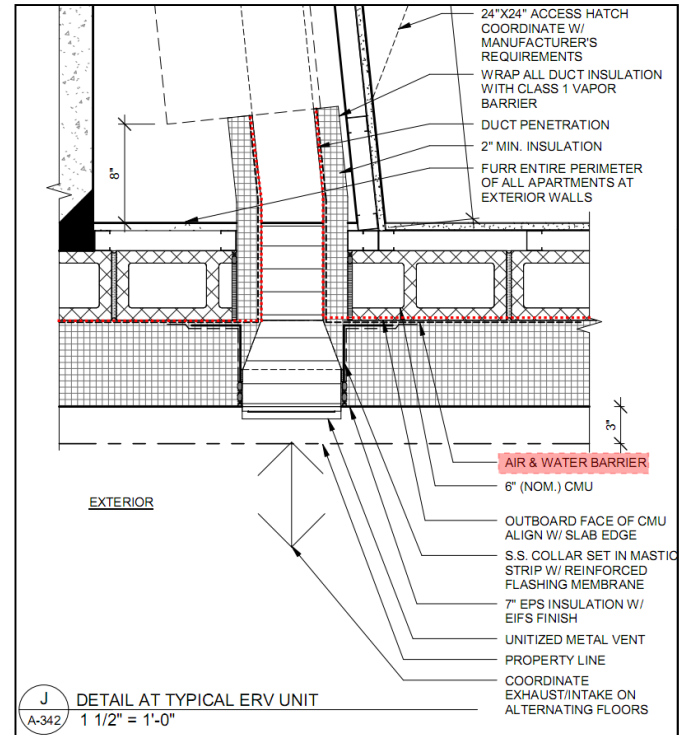 24"X24" ACCESS HATCH
COORDINATE W/
MANUFACTURER'S
REQUIREMENTS
WRAP ALL DUCT INSULATION
WITH CLASS 1 VAPOR
BARRIER
DUCT PENETRATION
2" MIN. INSULATION
FURR ENTIRE PERIMETER
OF ALL APARTMENTS AT
EXTERIOR WALLS
8"
3"
AIR & WATER BARRIER
6" (NOM.) CMU
EXTERIOR
OUTBOARD FACE OF CMU
ALIGN W/ SLAB EDGE
S.S. COLLAR SET IN MASTIC
STRIP W/ REINFORCED
FLASHING MEMBRANE
7" EPS INSULATION W/
EIFS FINISH
UNITIZED METAL VENT
PROPERTY LINE
COORDINATE
EXHAUST/INTAKE ON
ALTERNATING FLOORS
J
A-342
DETAIL AT TYPICAL ERV UNIT
1 1/2" = 1'-0"